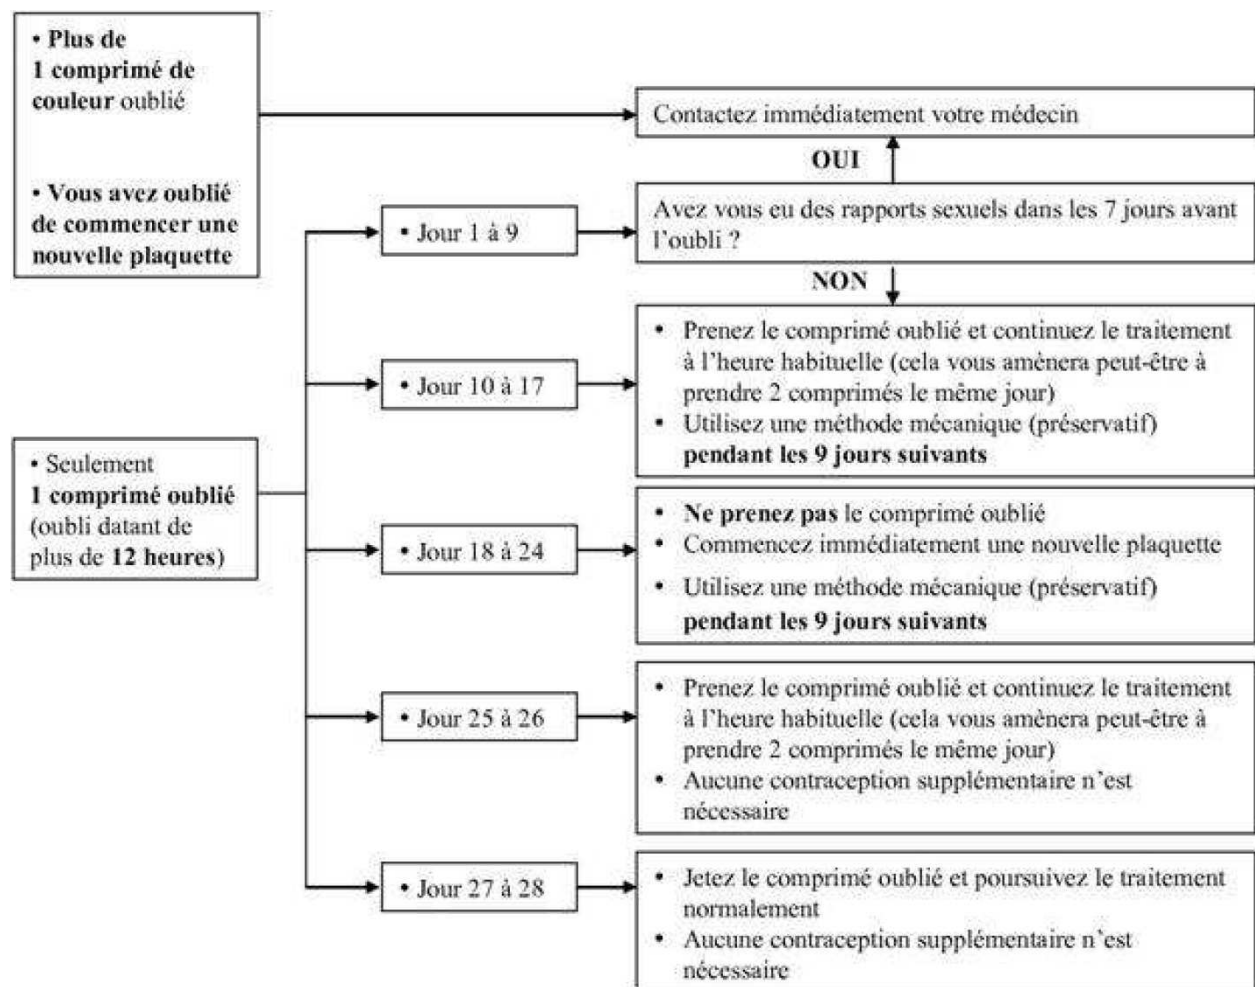 • Plus de
1 comprimé de
couleur oublié
• Vous avez oublié
de commencer une
nouvelle plaquette
Contactez immédiatement votre médecin
OUI
• Jour 1 à 9
Avez vous eu des rapports sexuels dans les 7 jours avant
l'oubli ?
NON
• Jour 10 à 17
• Prenez le comprimé oublié et continuez le traitement
à l'heure habituelle (cela vous amènera peut-être à
prendre 2 comprimés le même jour)
• Utilisez une méthode mécanique (préservatif)
pendant les 9 jours suivants
• Seulement
1 comprimé oublié
(oubli datant de
plus de 12 heures)
• Jour 18 à 24
• Ne prenez pas le comprimé oublié
• Commencez immédiatement une nouvelle plaquette
• Utilisez une méthode mécanique (préservatif)
pendant les 9 jours suivants
• Jour 25 à 26
• Prenez le comprimé oublié et continuez le traitement
à l'heure habituelle (cela vous amènera peut-être à
prendre 2 comprimés le même jour)
• Aucune contraception supplémentaire n'est
nécessaire
• Jour 27 à 28
• Jetez le comprimé oublié et poursuivez le traitement
normalement
• Aucune contraception supplémentaire n'est
nécessaire